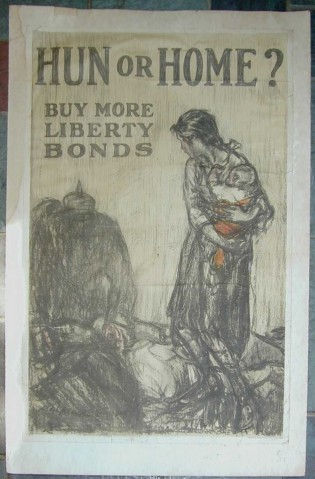 HUN OR HOME?
BUY MORE
LIBERTY
BONDS